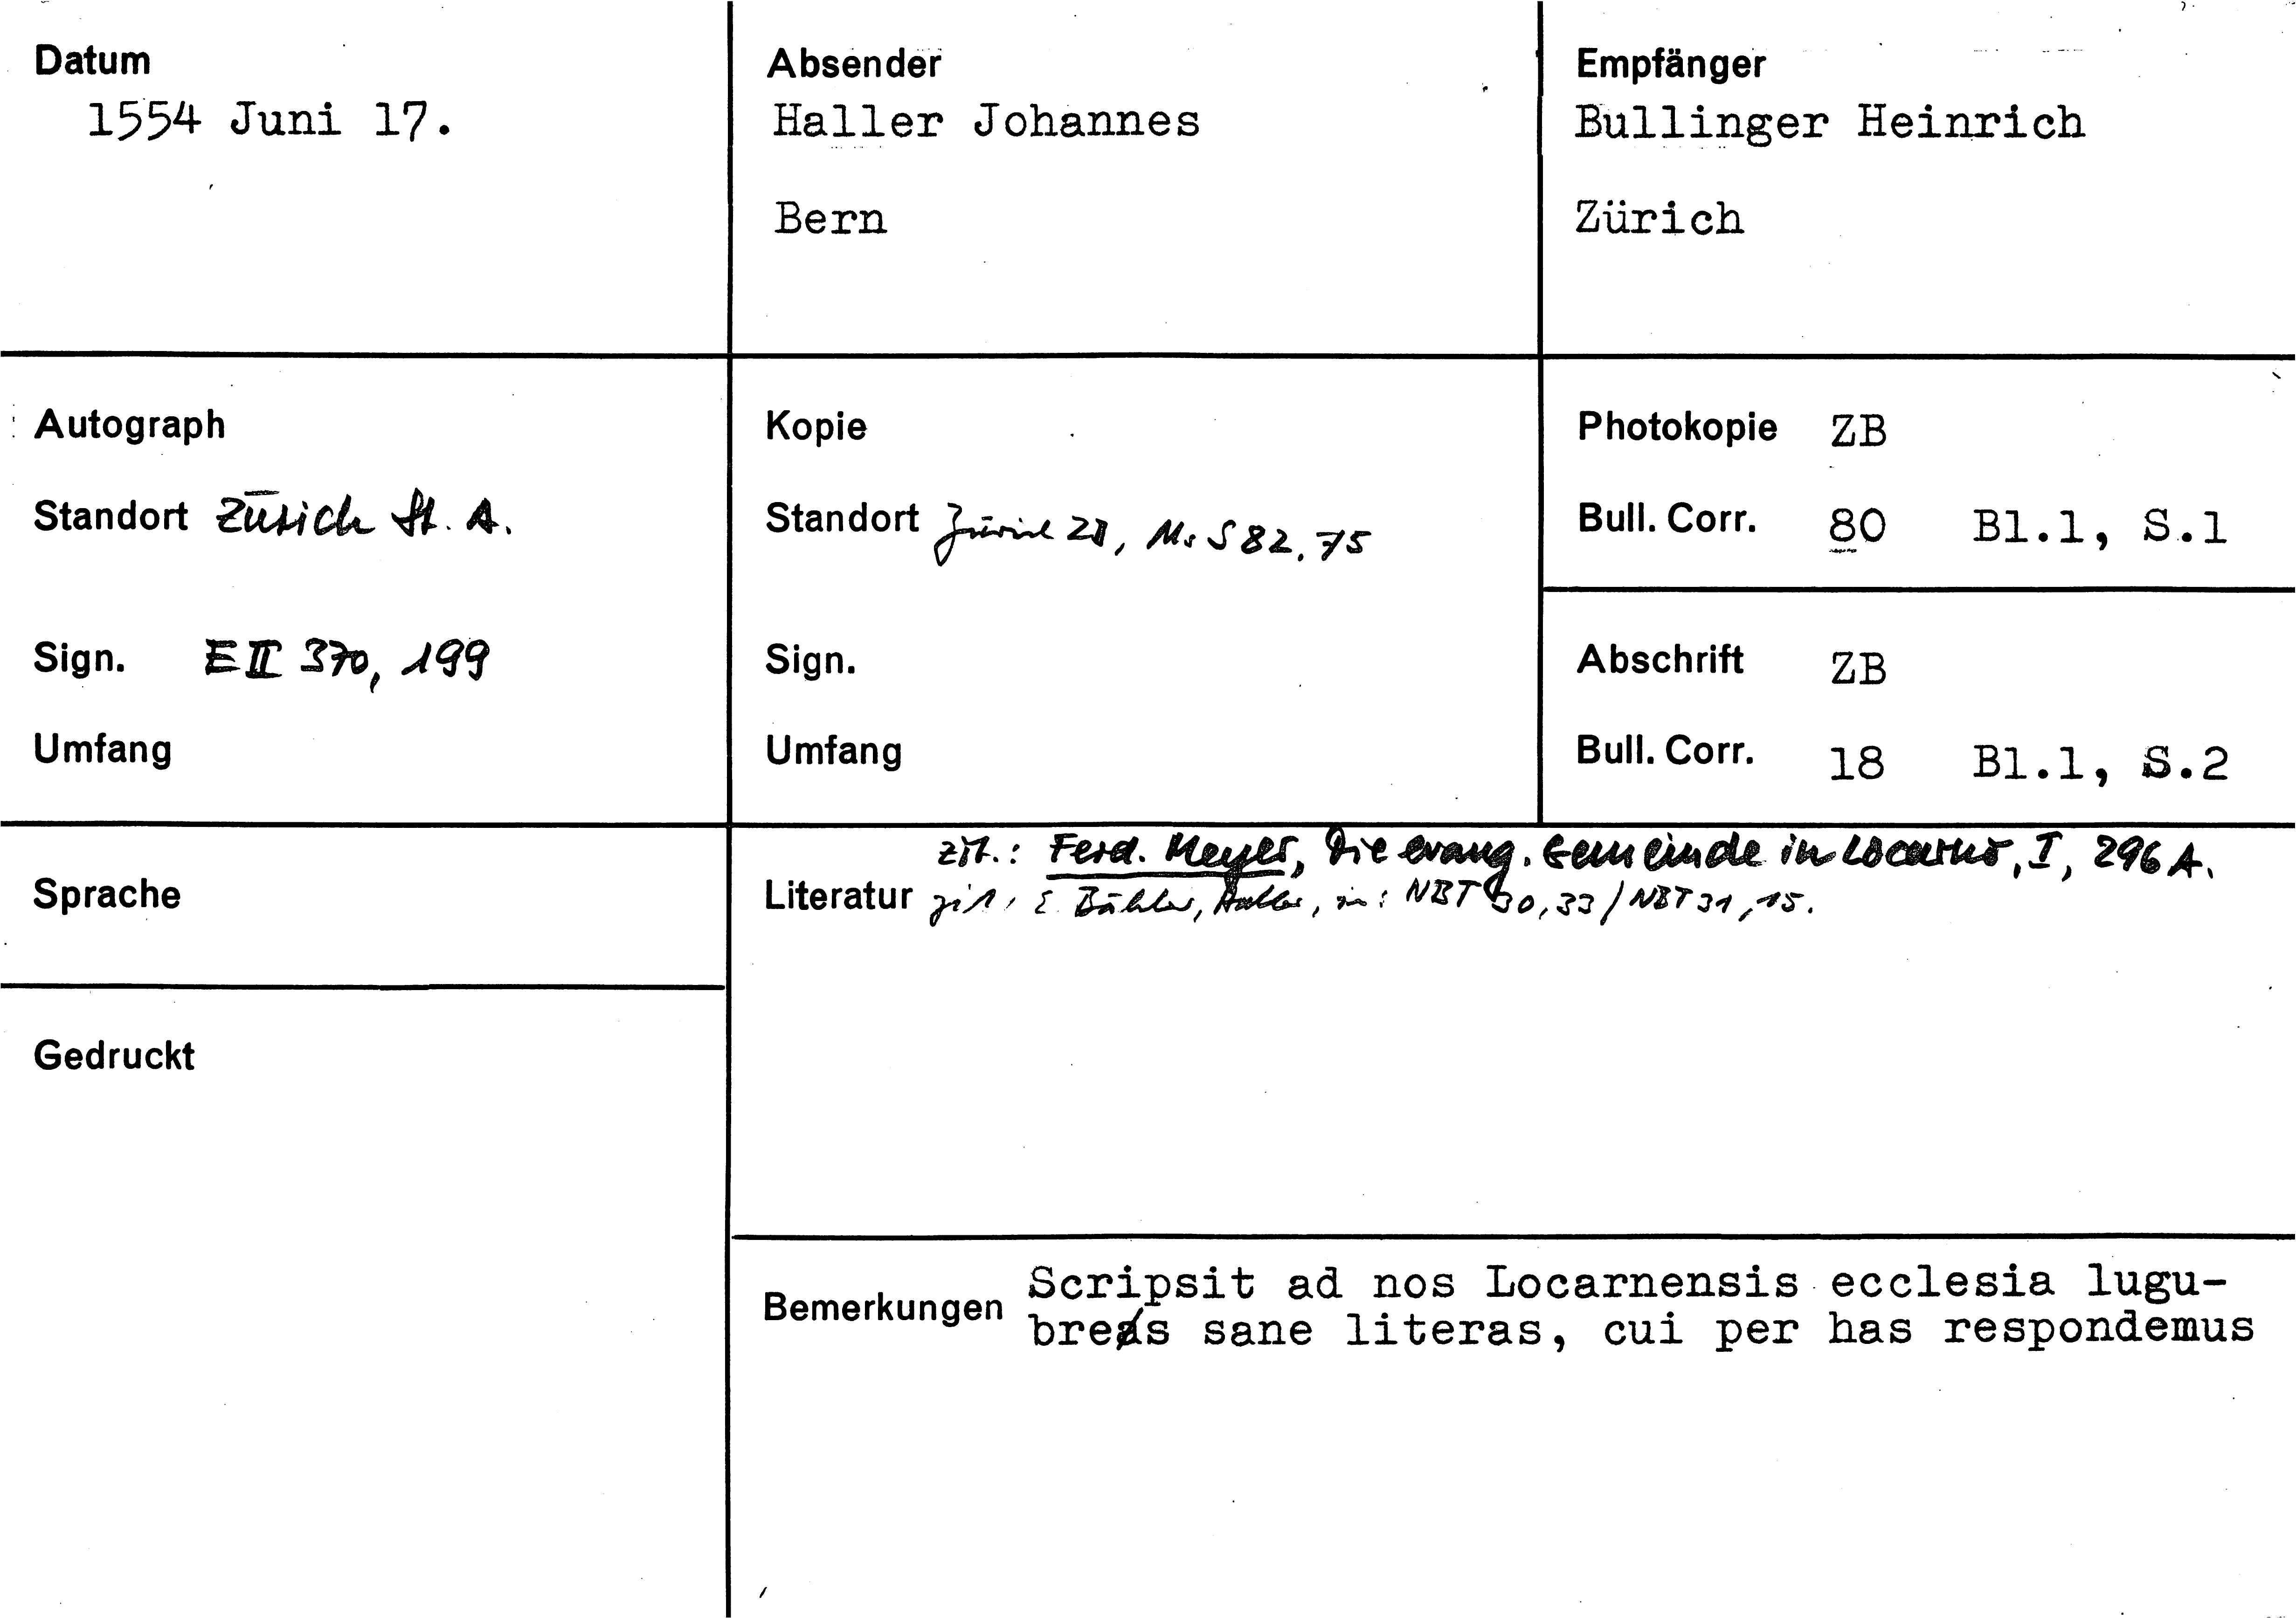 Datum
1554 Juni 17.
Absender
Haller Johannes
Bern
Empfänger
Bullinger Heinrich
Zürich
Autograph
Standort Zürich St. A.
Sign. E II 370, 199
Umfang
Kopie
Standort Zürich ZB, Ms S 82, 75
Sign.
Umfang
Photokopie ZB
Bull. Corr. 80 Bl.1, S.1
Abschrift ZB
Bull. Corr. 18 Bl.1, S.2
Sprache
Gedruckt
zit.: Ferd. Meyer, Die evang. Gemeinde in Locarno, I, 296 A.
Literatur zit. E. Bähler, Haller, in: NBT 30, 33 / NBT 31, 15.
Bemerkungen Scripsit ad nos Locarnensis ecclesia lugu-
bres sane literas, cui per has respondemus